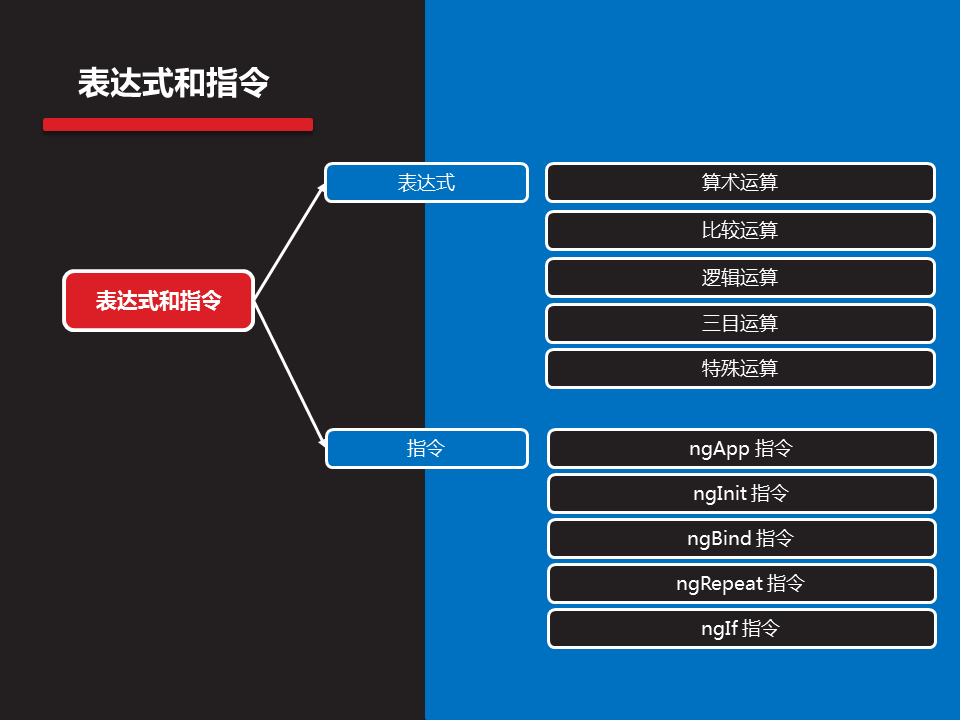 表达式和指令
表达式和指令
表达式
算术运算
比较运算
逻辑运算
三目运算
特殊运算
指令
ngApp 指令
ngInit 指令
ngBind 指令
ngRepeat 指令
ngIf 指令